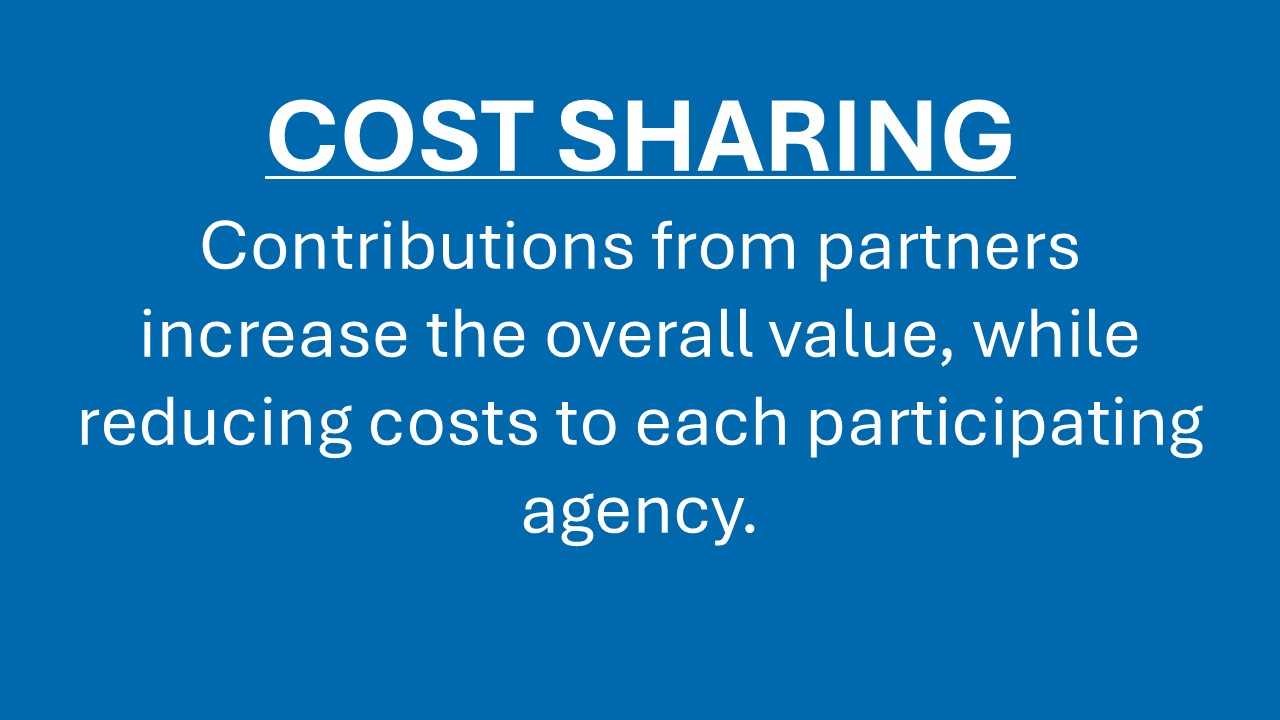 COST SHARING
Contributions from partners
increase the overall value, while
reducing costs to each participating
agency.